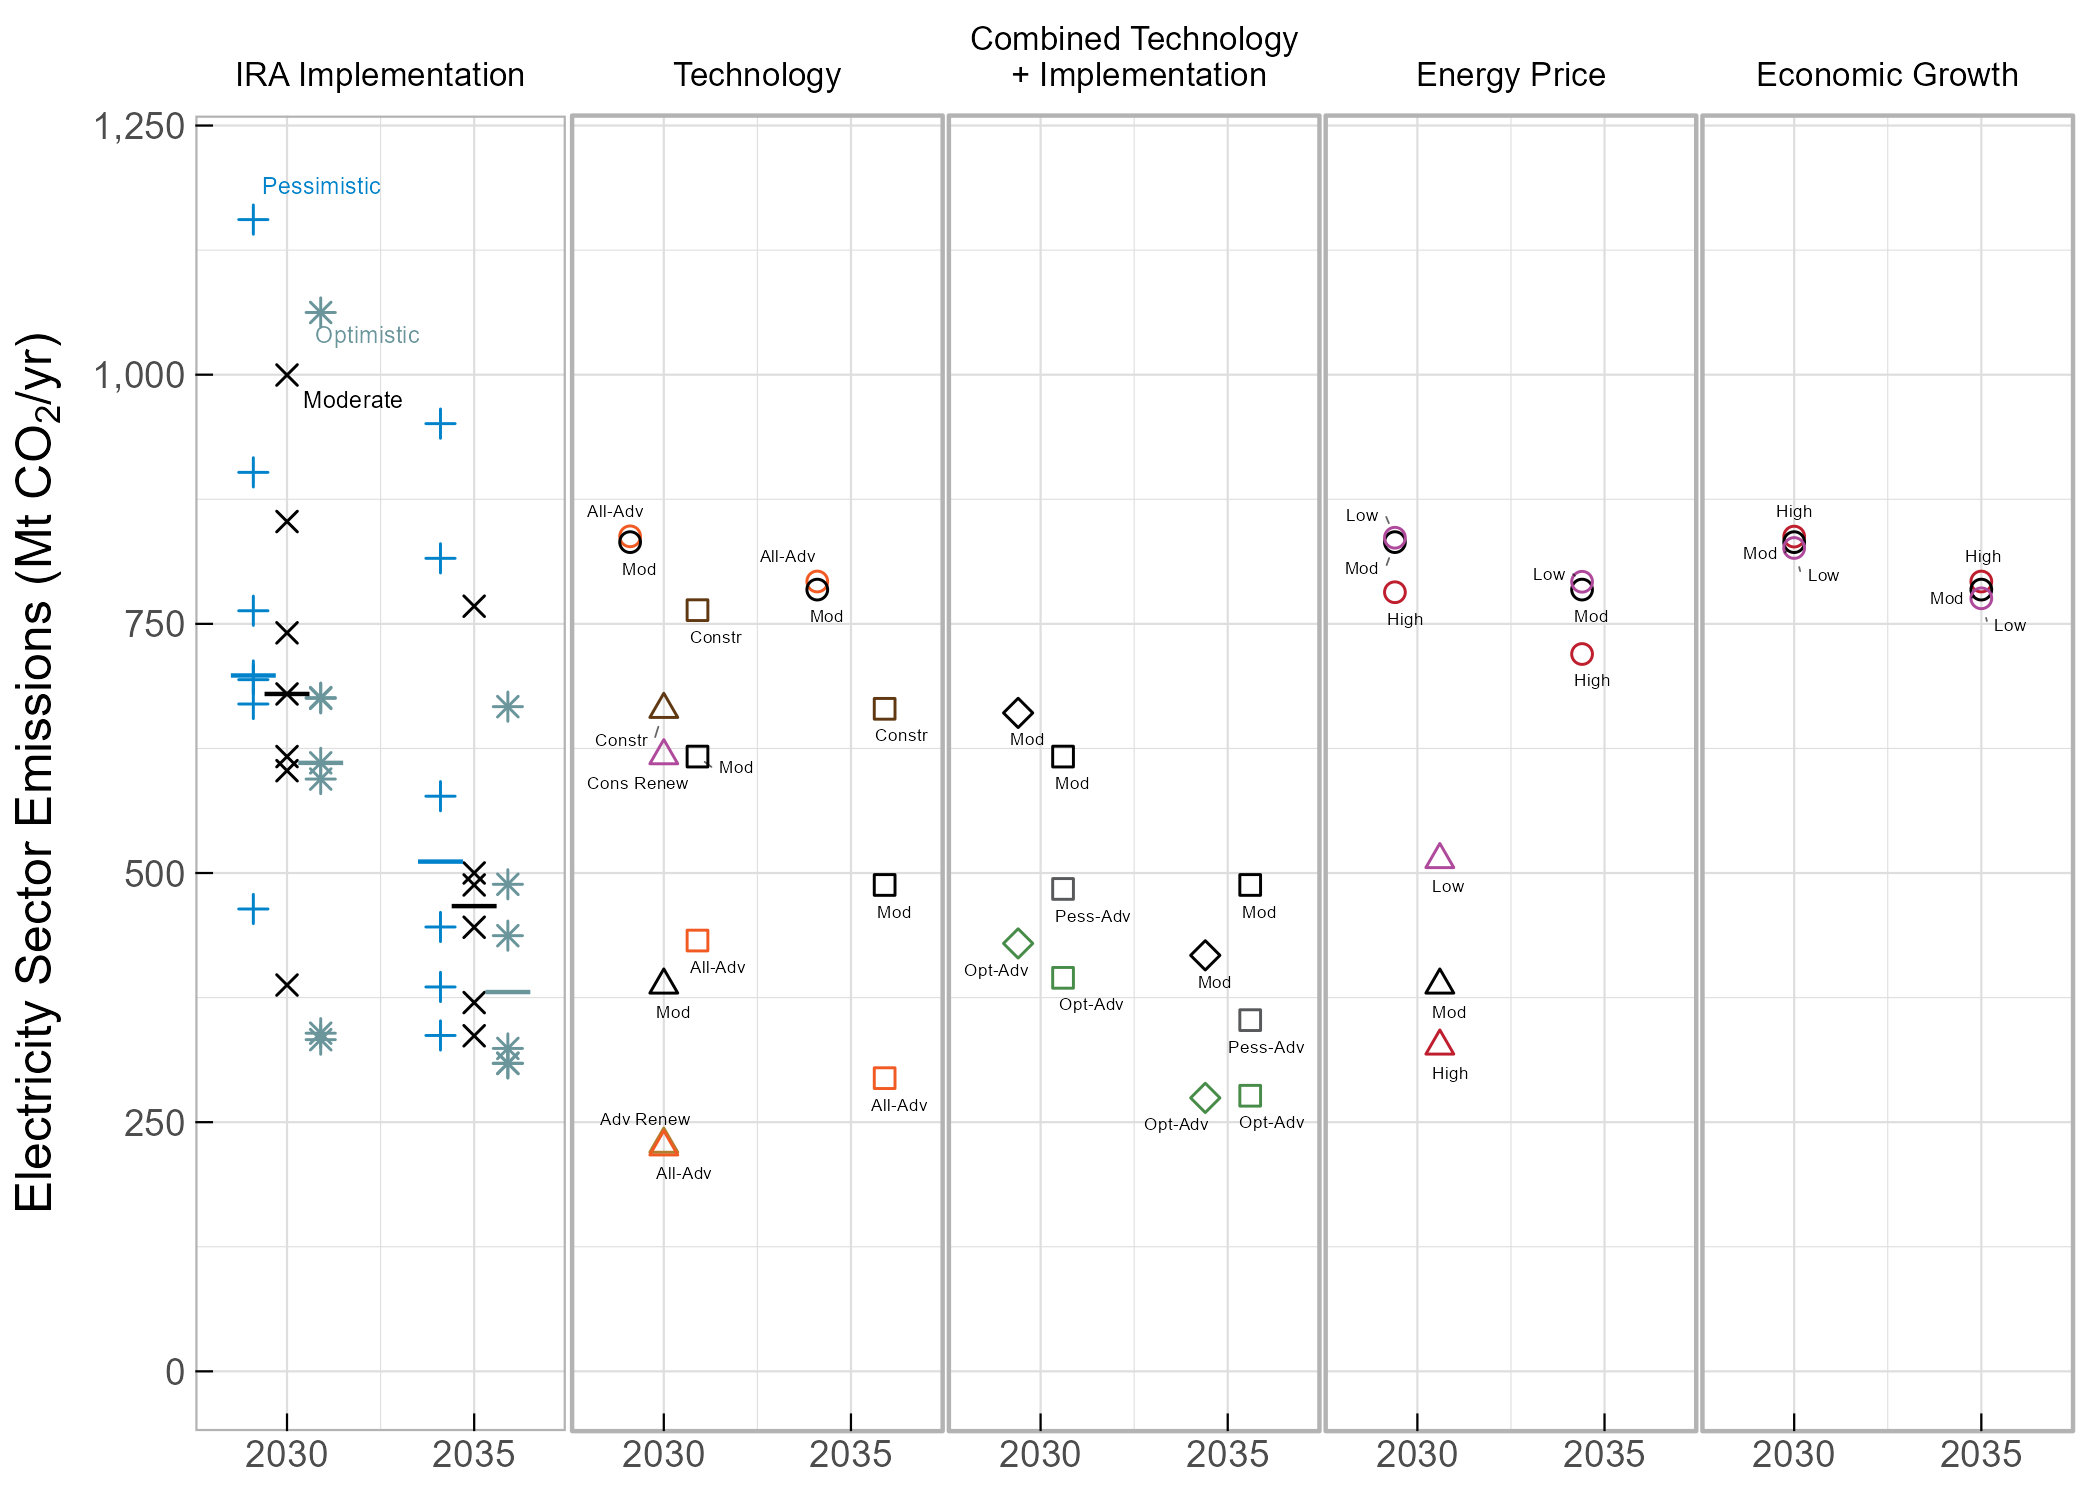 Combined Technology
IRA Implementation
Technology
+ Implementation
Energy Price
Economic Growth
Electricity Sector Emissions (Mt CO₂/yr)
1,250
1,000
750
500
250
0
Pessimistic
Optimistic
Moderate
2030
2035
All-Adv
Mod
All-Adv
Mod
Constr
Constr
Cons Renew
Mod
Constr
Mod
All-Adv
Mod
All-Adv
Adv Renew
All-Adv
2030
2035
Mod
Mod
Pess-Adv
Mod
Opt-Adv
Opt-Adv
Mod
Pess-Adv
Opt-Adv
Opt-Adv
2030
2035
Low
Mod
High
Low
Mod
High
Low
Mod
High
2030
2035
High
Mod
Low
High
Mod
Low
2030
2035